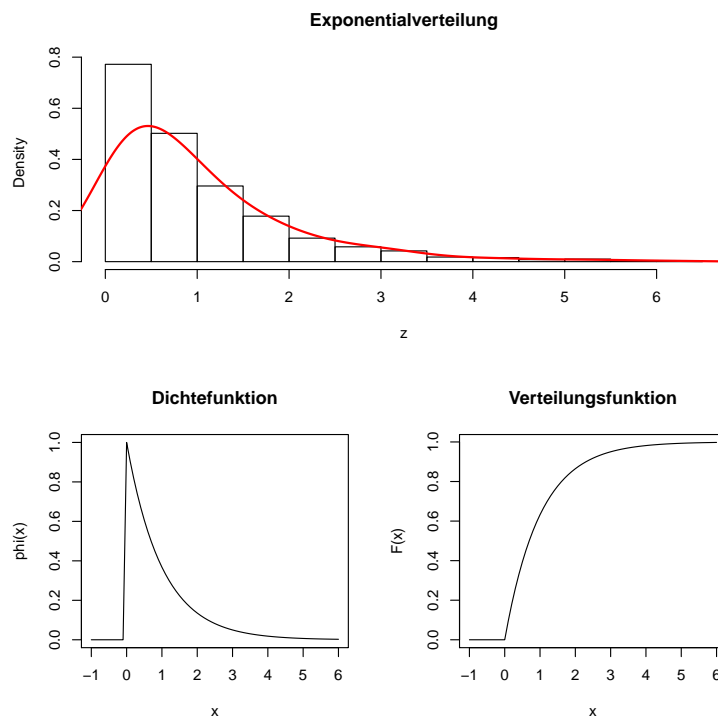 Exponentialverteilung
Density
0.0 0.2 0.4 0.6 0.8
0 1 2 3 4 5 6
z
Dichtefunktion
phi(x)
0.0 0.2 0.4 0.6 0.8 1.0
−1 0 1 2 3 4 5 6
x
Verteilungsfunktion
F(x)
0.0 0.2 0.4 0.6 0.8 1.0
−1 0 1 2 3 4 5 6
x